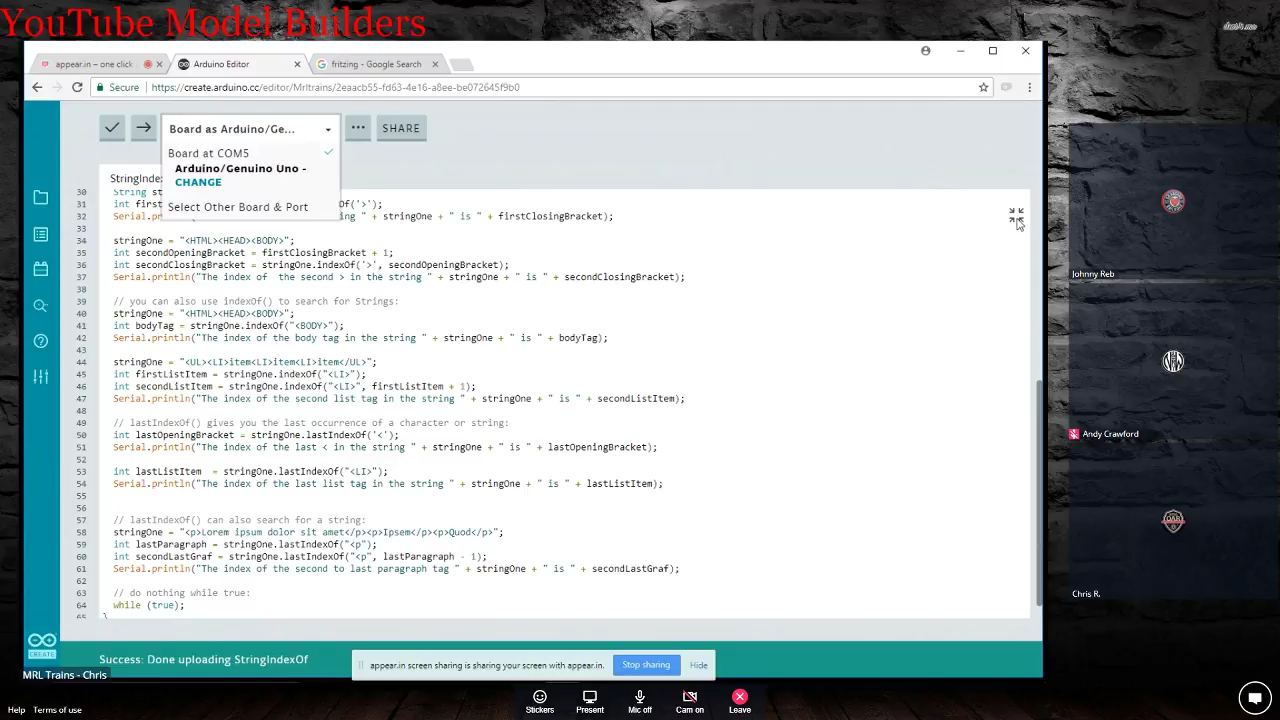 YouTube Model Builders
appear.in – one click
Arduino Editor
fritzing - Google Search
Secure
https://create.arduino.cc/editor/Mrltrains/2eaacb55-fd63-4e16-a8ee-be072645f9b0
Board as Arduino/Ge...
SHARE
Board at COM5
Arduino/Genuino Uno -
CHANGE
Select Other Board & Port
StringIndex
30 String st
31 int first Of('>');
32 Serial.pr ing " + stringOne + " is " + firstClosingBracket);
33
34 stringOne = "<HTML><HEAD><BODY>";
35 int secondOpeningBracket = firstClosingBracket + 1;
36 int secondClosingBracket = stringOne.indexOf('>', secondOpeningBracket);
37 Serial.println("The index of  the second > in the string " + stringOne + " is " + secondClosingBracket);
38
39 // you can also use indexOf() to search for Strings:
40 stringOne = "<HTML><HEAD><BODY>";
41 int bodyTag = stringOne.indexOf("<BODY>");
42 Serial.println("The index of the body tag in the string " + stringOne + " is " + bodyTag);
43
44 stringOne = "<UL><LI>item<LI>item<LI>item</UL>";
45 int firstListItem = stringOne.indexOf("<LI>");
46 int secondListItem = stringOne.indexOf("<LI>", firstListItem + 1);
47 Serial.println("The index of the second list tag in the string " + stringOne + " is " + secondListItem);
48
49 // lastIndexOf() gives you the last occurrence of a character or string:
50 int lastOpeningBracket = stringOne.lastIndexOf('<');
51 Serial.println("The index of the last < in the string  " + stringOne + " is " + lastOpeningBracket);
52
53 int lastListItem  = stringOne.lastIndexOf("<LI>");
54 Serial.println("The index of the last list tag in the string " + stringOne + " is " + lastListItem);
55
56
57 // lastIndexOf() can also search for a string:
58 stringOne = "<p>Lorem ipsum dolor sit amet</p><p>Ipsem</p><p>Quod</p>";
59 int lastParagraph = stringOne.lastIndexOf("<p");
60 int secondLastGraf = stringOne.lastIndexOf("<p", lastParagraph - 1);
61 Serial.println("The index of the second to last paragraph tag " + stringOne + " is " + secondLastGraf);
62
63 // do nothing while true:
64 while (true);
65 }
CREATE
Success: Done uploading StringIndexOf
appear.in screen sharing is sharing your screen with appear.in.
Stop sharing
Hide
MRL Trains - Chris
Johnny Reb
Andy Crawford
Chris R.
Help
Terms of use
Stickers
Present
Mic off
Cam on
Leave